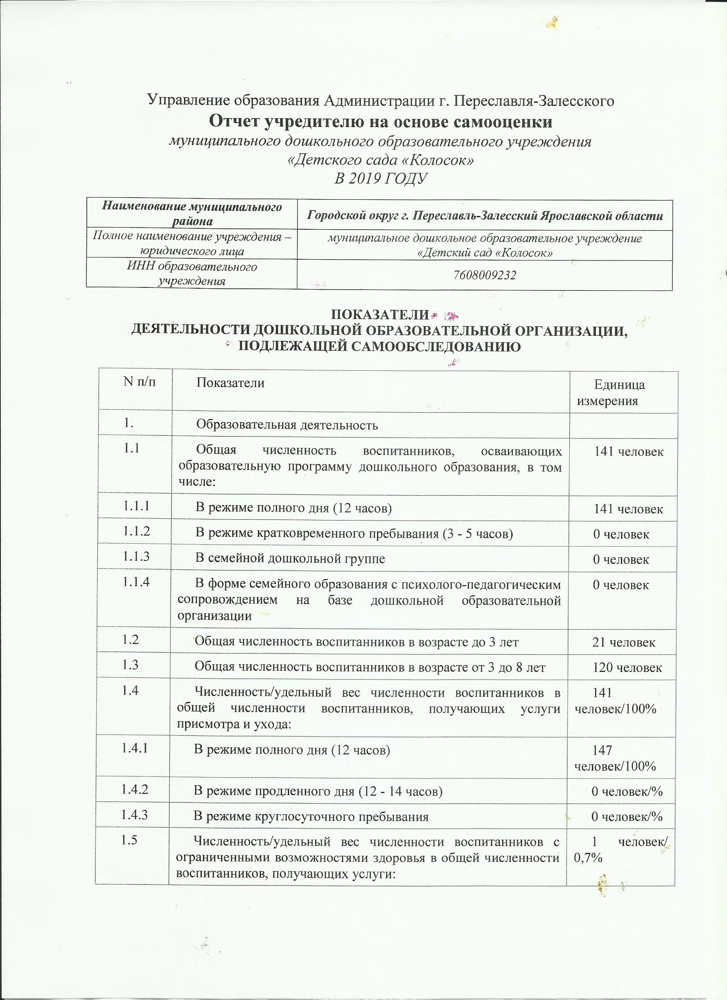 Управление образования Администрации г. Переславля-Залесского
Отчет учредителю на основе самооценки
муниципального дошкольного образовательного учреждения
«Детского сада «Колосок»
В 2019 ГОДУ
Наименование муниципального
района
Городской округ г. Переславль-Залесский Ярославской области
Полное наименование учреждения –
юридического лица
муниципальное дошкольное образовательное учреждение
«Детский сад «Колосок»
ИНН образовательного
учреждения
7608009232
ПОКАЗАТЕЛИ
ДЕЯТЕЛЬНОСТИ ДОШКОЛЬНОЙ ОБРАЗОВАТЕЛЬНОЙ ОРГАНИЗАЦИИ,
ПОДЛЕЖАЩЕЙ САМООБСЛЕДОВАНИЮ
N п/п
Показатели
Единица
измерения
1.
Образовательная деятельность
1.1
Общая численность воспитанников, осваивающих
образовательную программу дошкольного образования, в том
числе:
141 человек
1.1.1
В режиме полного дня (12 часов)
141 человек
1.1.2
В режиме кратковременного пребывания (3 - 5 часов)
0 человек
1.1.3
В семейной дошкольной группе
0 человек
1.1.4
В форме семейного образования с психолого-педагогическим
сопровождением на базе дошкольной образовательной
организации
0 человек
1.2
Общая численность воспитанников в возрасте до 3 лет
21 человек
1.3
Общая численность воспитанников в возрасте от 3 до 8 лет
120 человек
1.4
Численность/удельный вес численности воспитанников в
общей численности воспитанников, получающих услуги
присмотра и ухода:
141
человек/100%
1.4.1
В режиме полного дня (12 часов)
147
человек/100%
1.4.2
В режиме продленного дня (12 - 14 часов)
0 человек/%
1.4.3
В режиме круглосуточного пребывания
0 человек/%
1.5
Численность/удельный вес численности воспитанников с
ограниченными возможностями здоровья в общей численности
воспитанников, получающих услуги:
1 человек/
0,7%